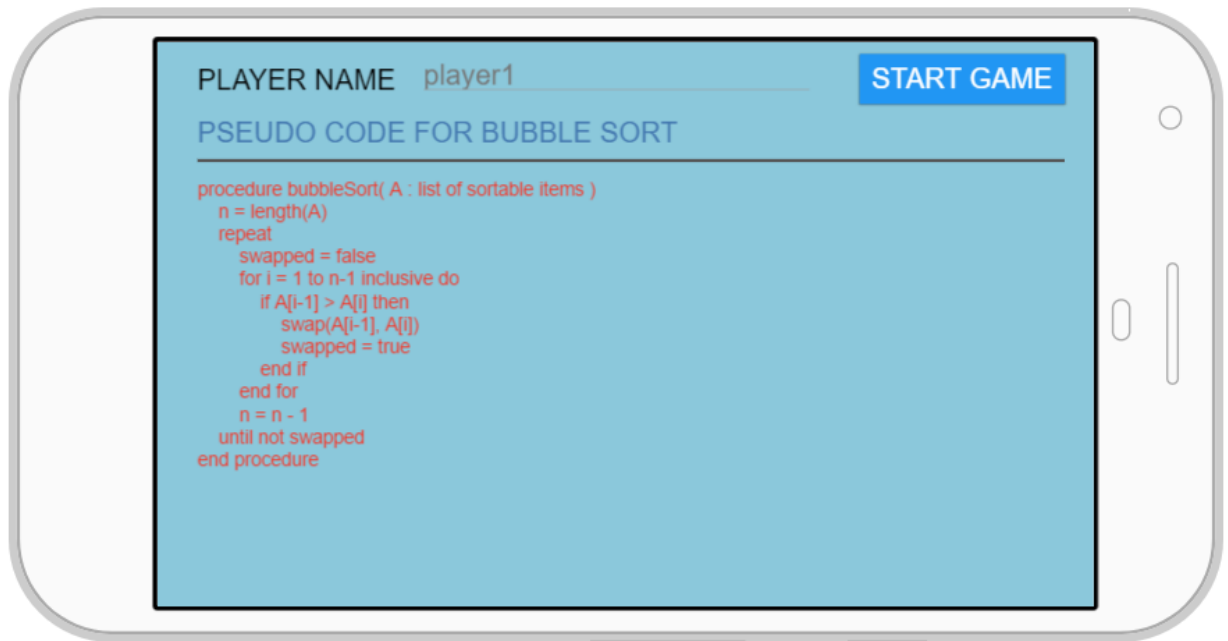 PLAYER NAME player1 START GAME
PSEUDO CODE FOR BUBBLE SORT
procedure bubbleSort( A : list of sortable items )
n = length(A)
repeat
swapped = false
for i = 1 to n-1 inclusive do
if A[i-1] > A[i] then
swap(A[i-1], A[i])
swapped = true
end if
end for
n = n - 1
until not swapped
end procedure